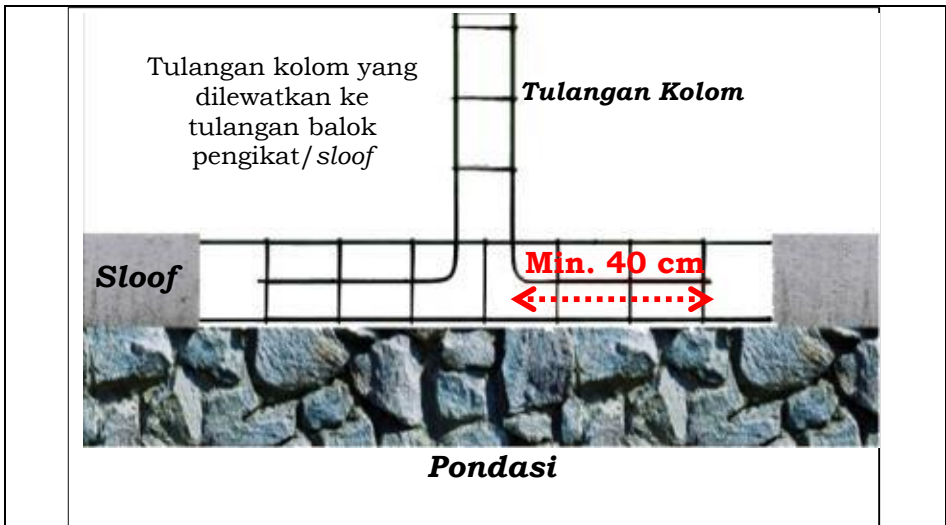 Tulangan kolom yang
dilewatkan ke
tulangan balok
pengikat/sloof
Tulangan Kolom
Min. 40 cm
Sloof
Pondasi